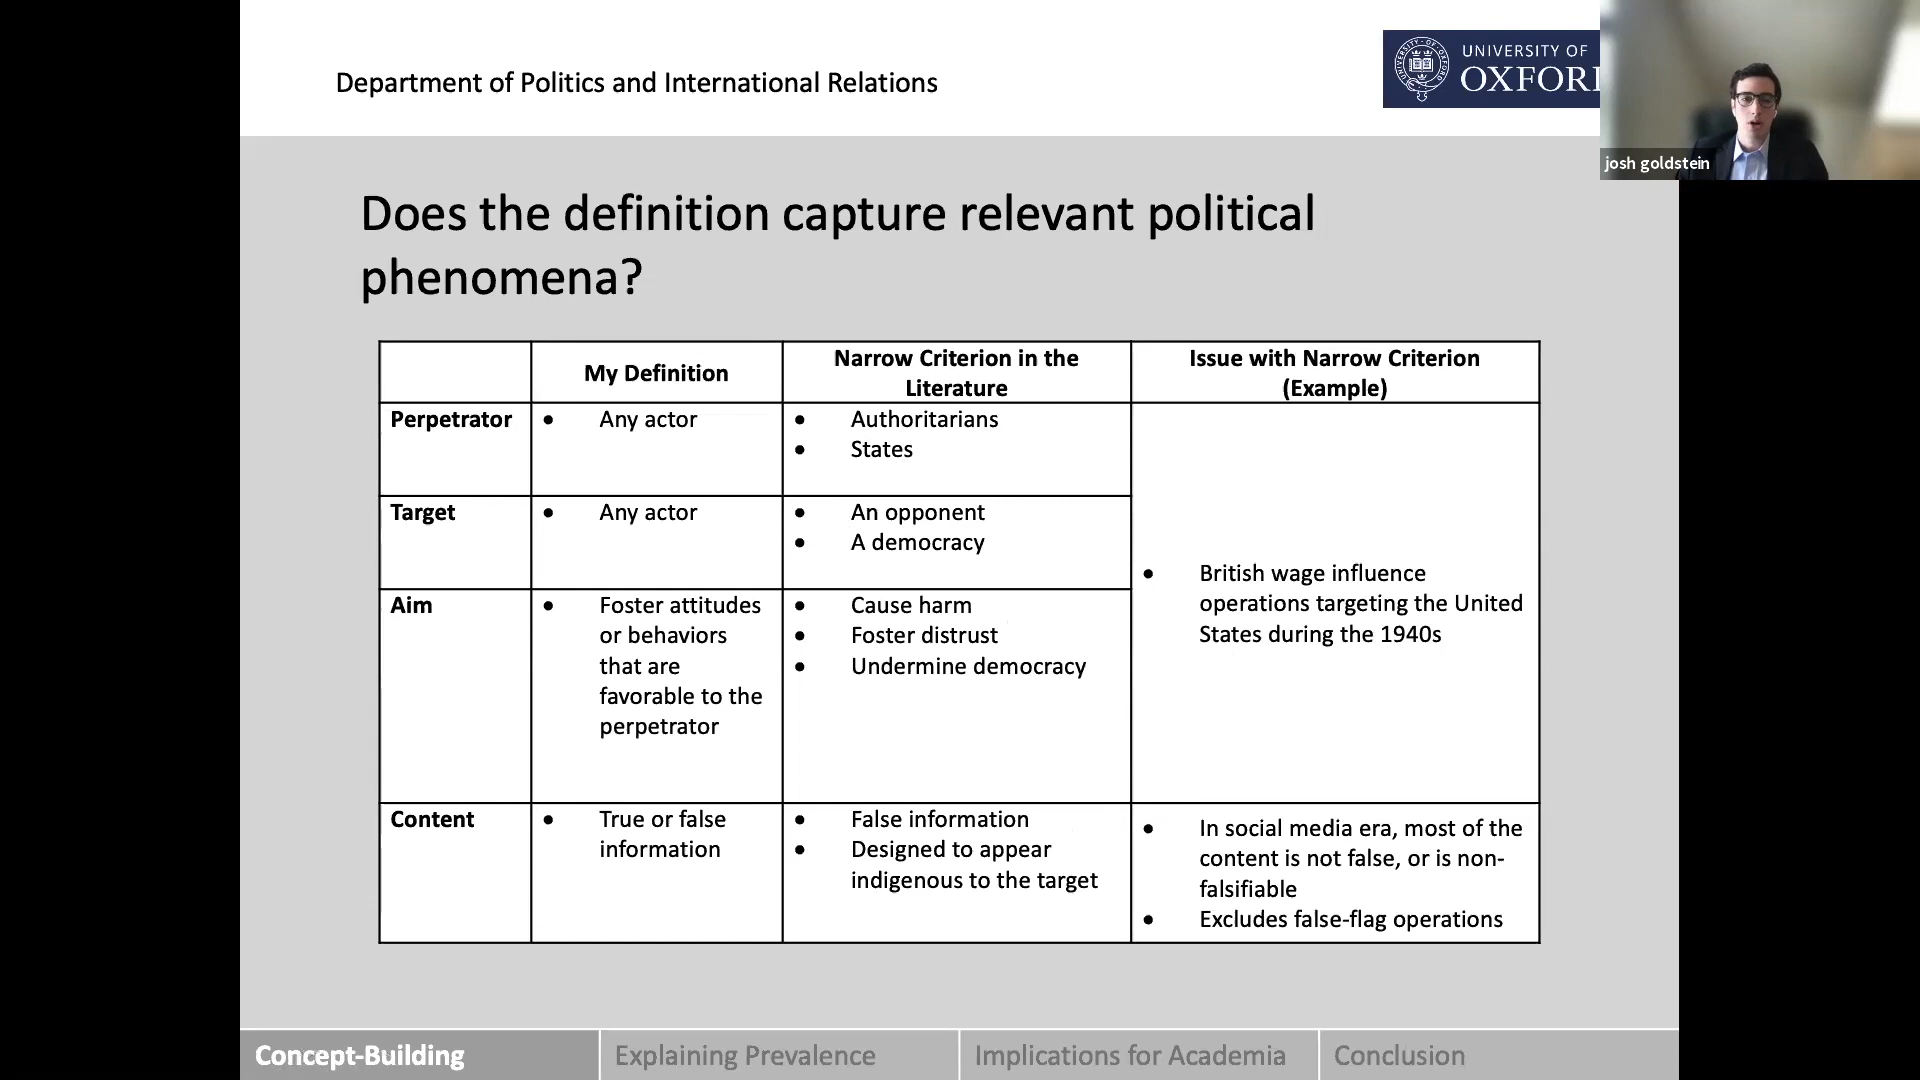 Department of Politics and International Relations
UNIVERSITY OF
OXFOR
josh goldstein
Does the definition capture relevant political
phenomena?
My Definition
Narrow Criterion in the
Literature
Issue with Narrow Criterion
(Example)
Perpetrator
• Any actor
• Authoritarians
• States
Target
• Any actor
• An opponent
• A democracy
• British wage influence
operations targeting the United
States during the 1940s
Aim
• Foster attitudes
or behaviors
that are
favorable to the
perpetrator
• Cause harm
• Foster distrust
• Undermine democracy
Content
• True or false
information
• False information
• Designed to appear
indigenous to the target
• In social media era, most of the
content is not false, or is non-
falsifiable
• Excludes false-flag operations
Concept-Building
Explaining Prevalence
Implications for Academia
Conclusion